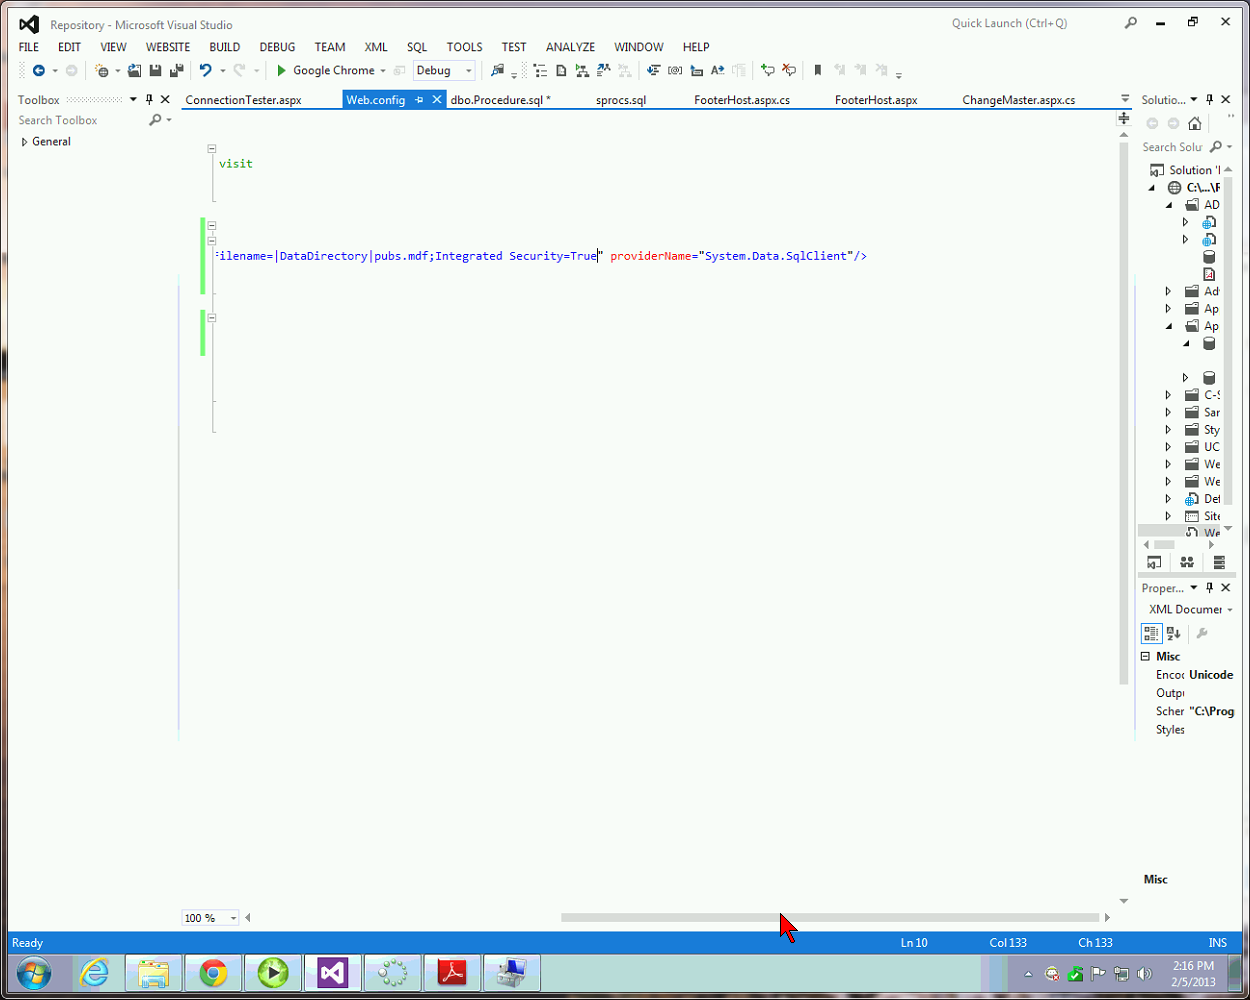 Repository - Microsoft Visual Studio
Quick Launch (Ctrl+Q)
FILE EDIT VIEW WEBSITE BUILD DEBUG TEAM XML SQL TOOLS TEST ANALYZE WINDOW HELP
Google Chrome Debug
Toolbox
ConnectionTester.aspx Web.config dbo.Procedure.sql * sprocs.sql FooterHost.aspx.cs FooterHost.aspx ChangeMaster.aspx.cs
Solutio...
Search Toolbox
General
Search Solu
visit
Solution '
C:\...\F
AD
ilename=|DataDirectory|pubs.mdf;Integrated Security=True" providerName="System.Data.SqlClient"/>
Ad
Ap
Ap
C-S
Sar
Sty
UC
We
We
Def
Site
We
Proper...
XML Documer
Misc
Enco Unicode
Outpu
Scher "C:\Prog
Styles
Misc
100 %
Ready
Ln 10 Col 133 Ch 133 INS
2:16 PM
2/5/2013